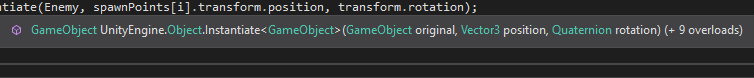 ntiate(Enemy, spawnPoints[i].transform.position, transform.rotation);
GameObject UnityEngine.Object.Instantiate<GameObject>(GameObject original, Vector3 position, Quaternion rotation) (+ 9 overloads)